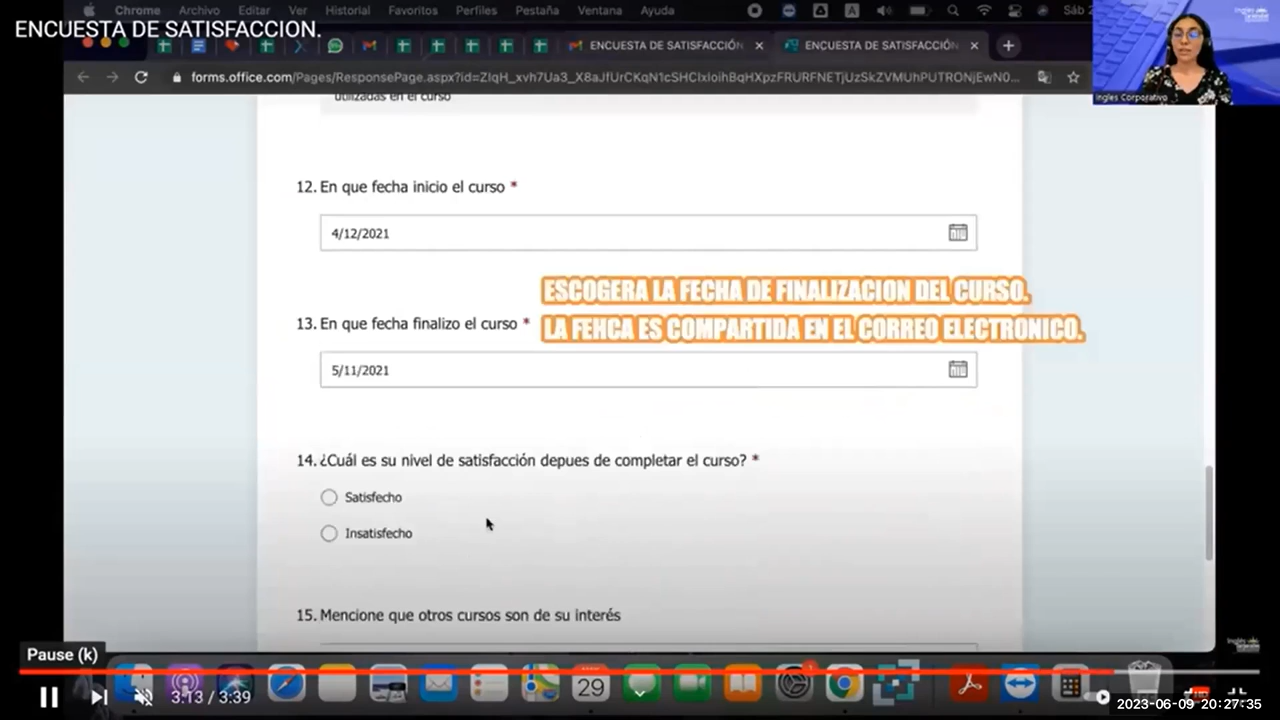 ENCUESTA DE SATISFACCION.
Chrome Archivo Editar Ver Historial Favoritos Perfiles Pestaña Ventana Ayuda
ENCUESTA DE SATISFACCIÓN
ENCUESTA DE SATISFACCIÓN
forms.office.com/Pages/ResponsePage.aspx?id=
Ingles Corporativo
utilizadas en el curso
12. En que fecha inicio el curso *
4/12/2021
ESCOGERA LA FECHA DE FINALIZACION DEL CURSO.
13. En que fecha finalizo el curso *
LA FEHCA ES COMPARTIDA EN EL CORREO ELECTRONICO.
5/11/2021
14. ¿Cuál es su nivel de satisfacción depues de completar el curso? *
Satisfecho
Insatisfecho
15. Mencione que otros cursos son de su interés
Pause (k)
29
3:13 / 3:39
2023-06-09 20:27:35